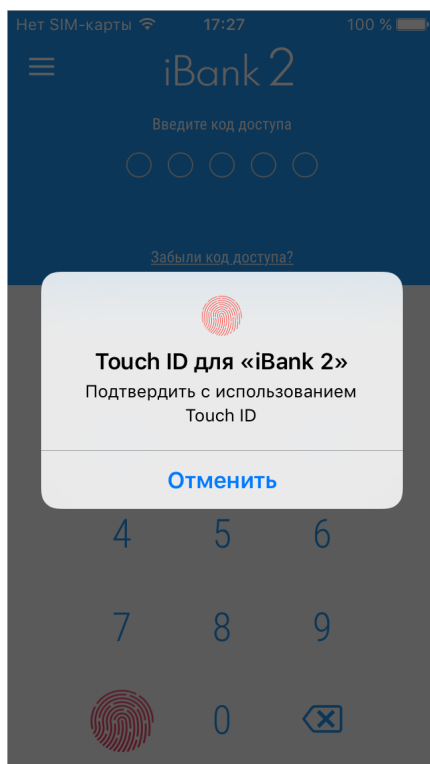 Нет SIM-карты 17:27 100 %
iBank 2
Введите код доступа
Забыли код доступа?
Touch ID для «iBank 2»
Подтвердить с использованием
Touch ID
Отменить
4 5 6
7 8 9
0